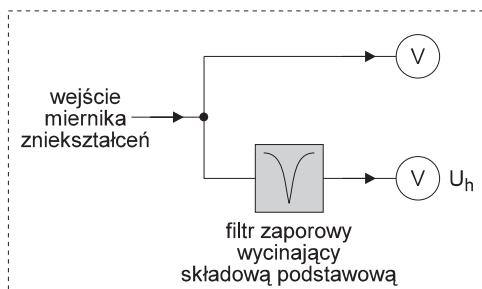 V
wejście
miernika
zniekształceń
V U_h
filtr zaporowy
wycinający
składową podstawową